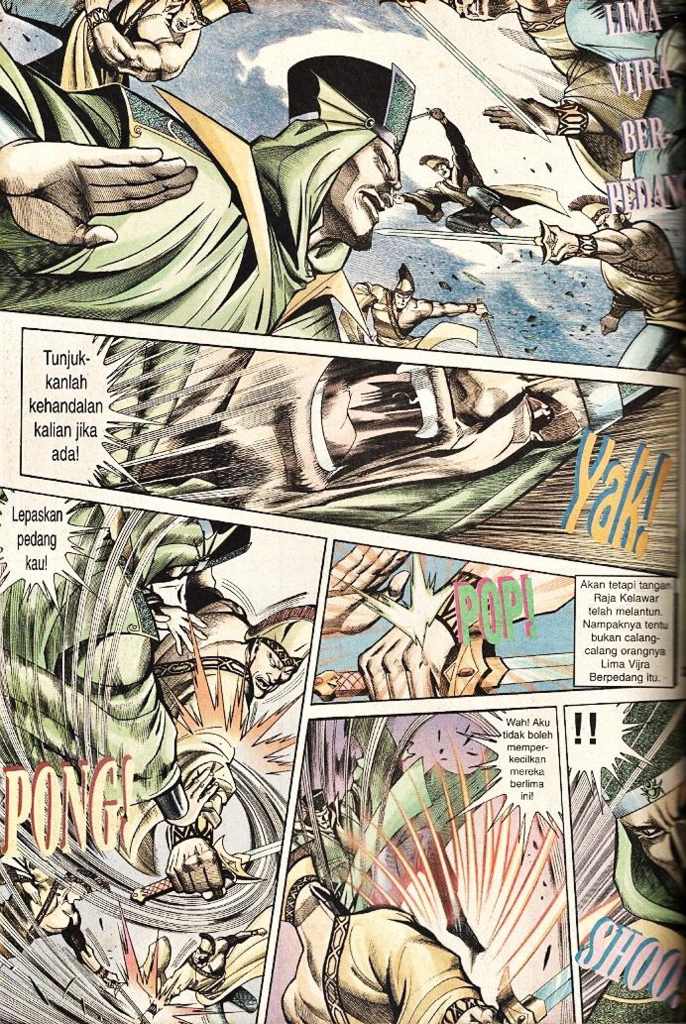 LIMA
VIJRA
BER-
PEDANG
Tunjuk-
kanlah
kehandalan
kalian jika
ada!
Yak!
Lepaskan
pedang
kau!
PONG!
POP!
Akan tetapi tangan
Raja Kelawar
telah melantun.
Nampaknya tentu
bukan calang-
calang orangnya
Lima Vijra
Berpedang itu.
Wah! Aku
tidak boleh
memper-
kecilkan
mereka
berlima
ini!
!!
SHOO